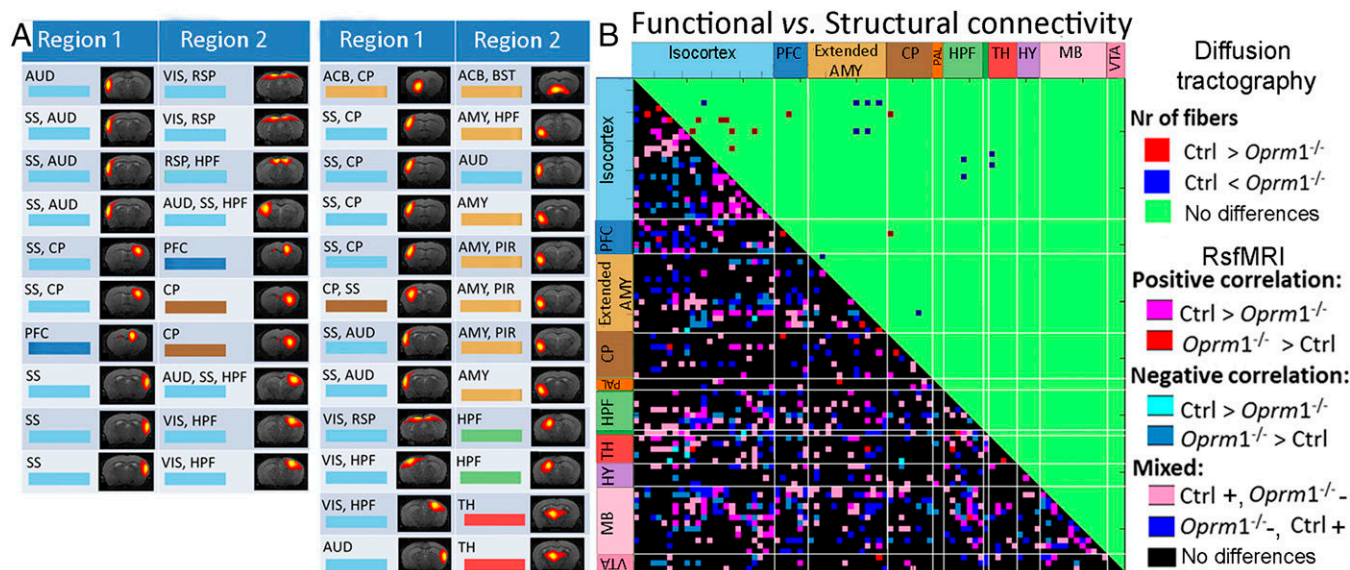 A
Region 1 Region 2
AUD VIS, RSP
SS, AUD VIS, RSP
SS, AUD RSP, HPF
SS, AUD AUD, SS, HPF
SS, CP PFC
SS, CP CP
PFC CP
SS AUD, SS, HPF
SS VIS, HPF
SS VIS, HPF
Region 1 Region 2
ACB, CP ACB, BST
SS, CP AMY, HPF
SS, CP AUD
SS, CP AMY
SS, CP AMY, PIR
CP, SS AMY, PIR
SS, AUD AMY, PIR
SS, AUD AMY
VIS, RSP HPF
VIS, HPF HPF
VIS, HPF TH
AUD TH
B
Functional vs. Structural connectivity
Isocortex PFC Extended AMY CP PAL HPF TH HY MB VTA
Isocortex
PFC
Extended
AMY
CP
PAL
HPF
TH
HY
MB
VTA
Diffusion
tractography
Nr of fibers
Ctrl > Oprm1-/-
Ctrl < Oprm1-/-
No differences
RsfMRI
Positive correlation:
Ctrl > Oprm1-/-
Oprm1-/- > Ctrl
Negative correlation:
Ctrl > Oprm1-/-
Oprm1-/- > Ctrl
Mixed:
Ctrl +, Oprm1-/- -
Oprm1-/- -, Ctrl +
No differences